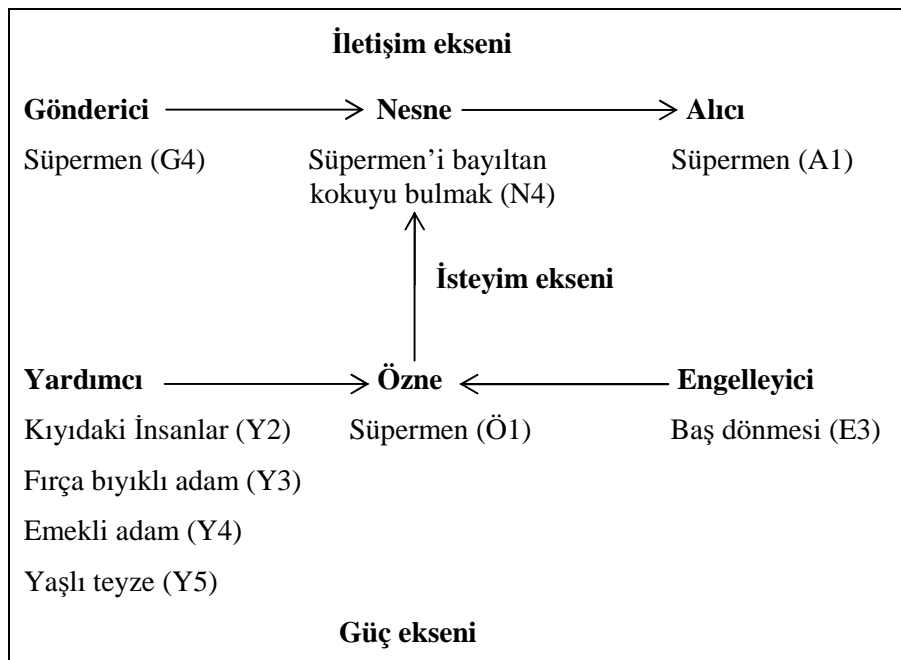 İletişim ekseni
Gönderici Nesne Alıcı
Süpermen (G4) Süpermen’i bayıltan Süpermen (A1)
kokuyu bulmak (N4)
İsteyim ekseni
Yardımcı Özne Engelleyici
Kıyıdaki İnsanlar (Y2) Süpermen (Ö1) Baş dönmesi (E3)
Fırça bıyıklı adam (Y3)
Emekli adam (Y4)
Yaşlı teyze (Y5)
Güç ekseni